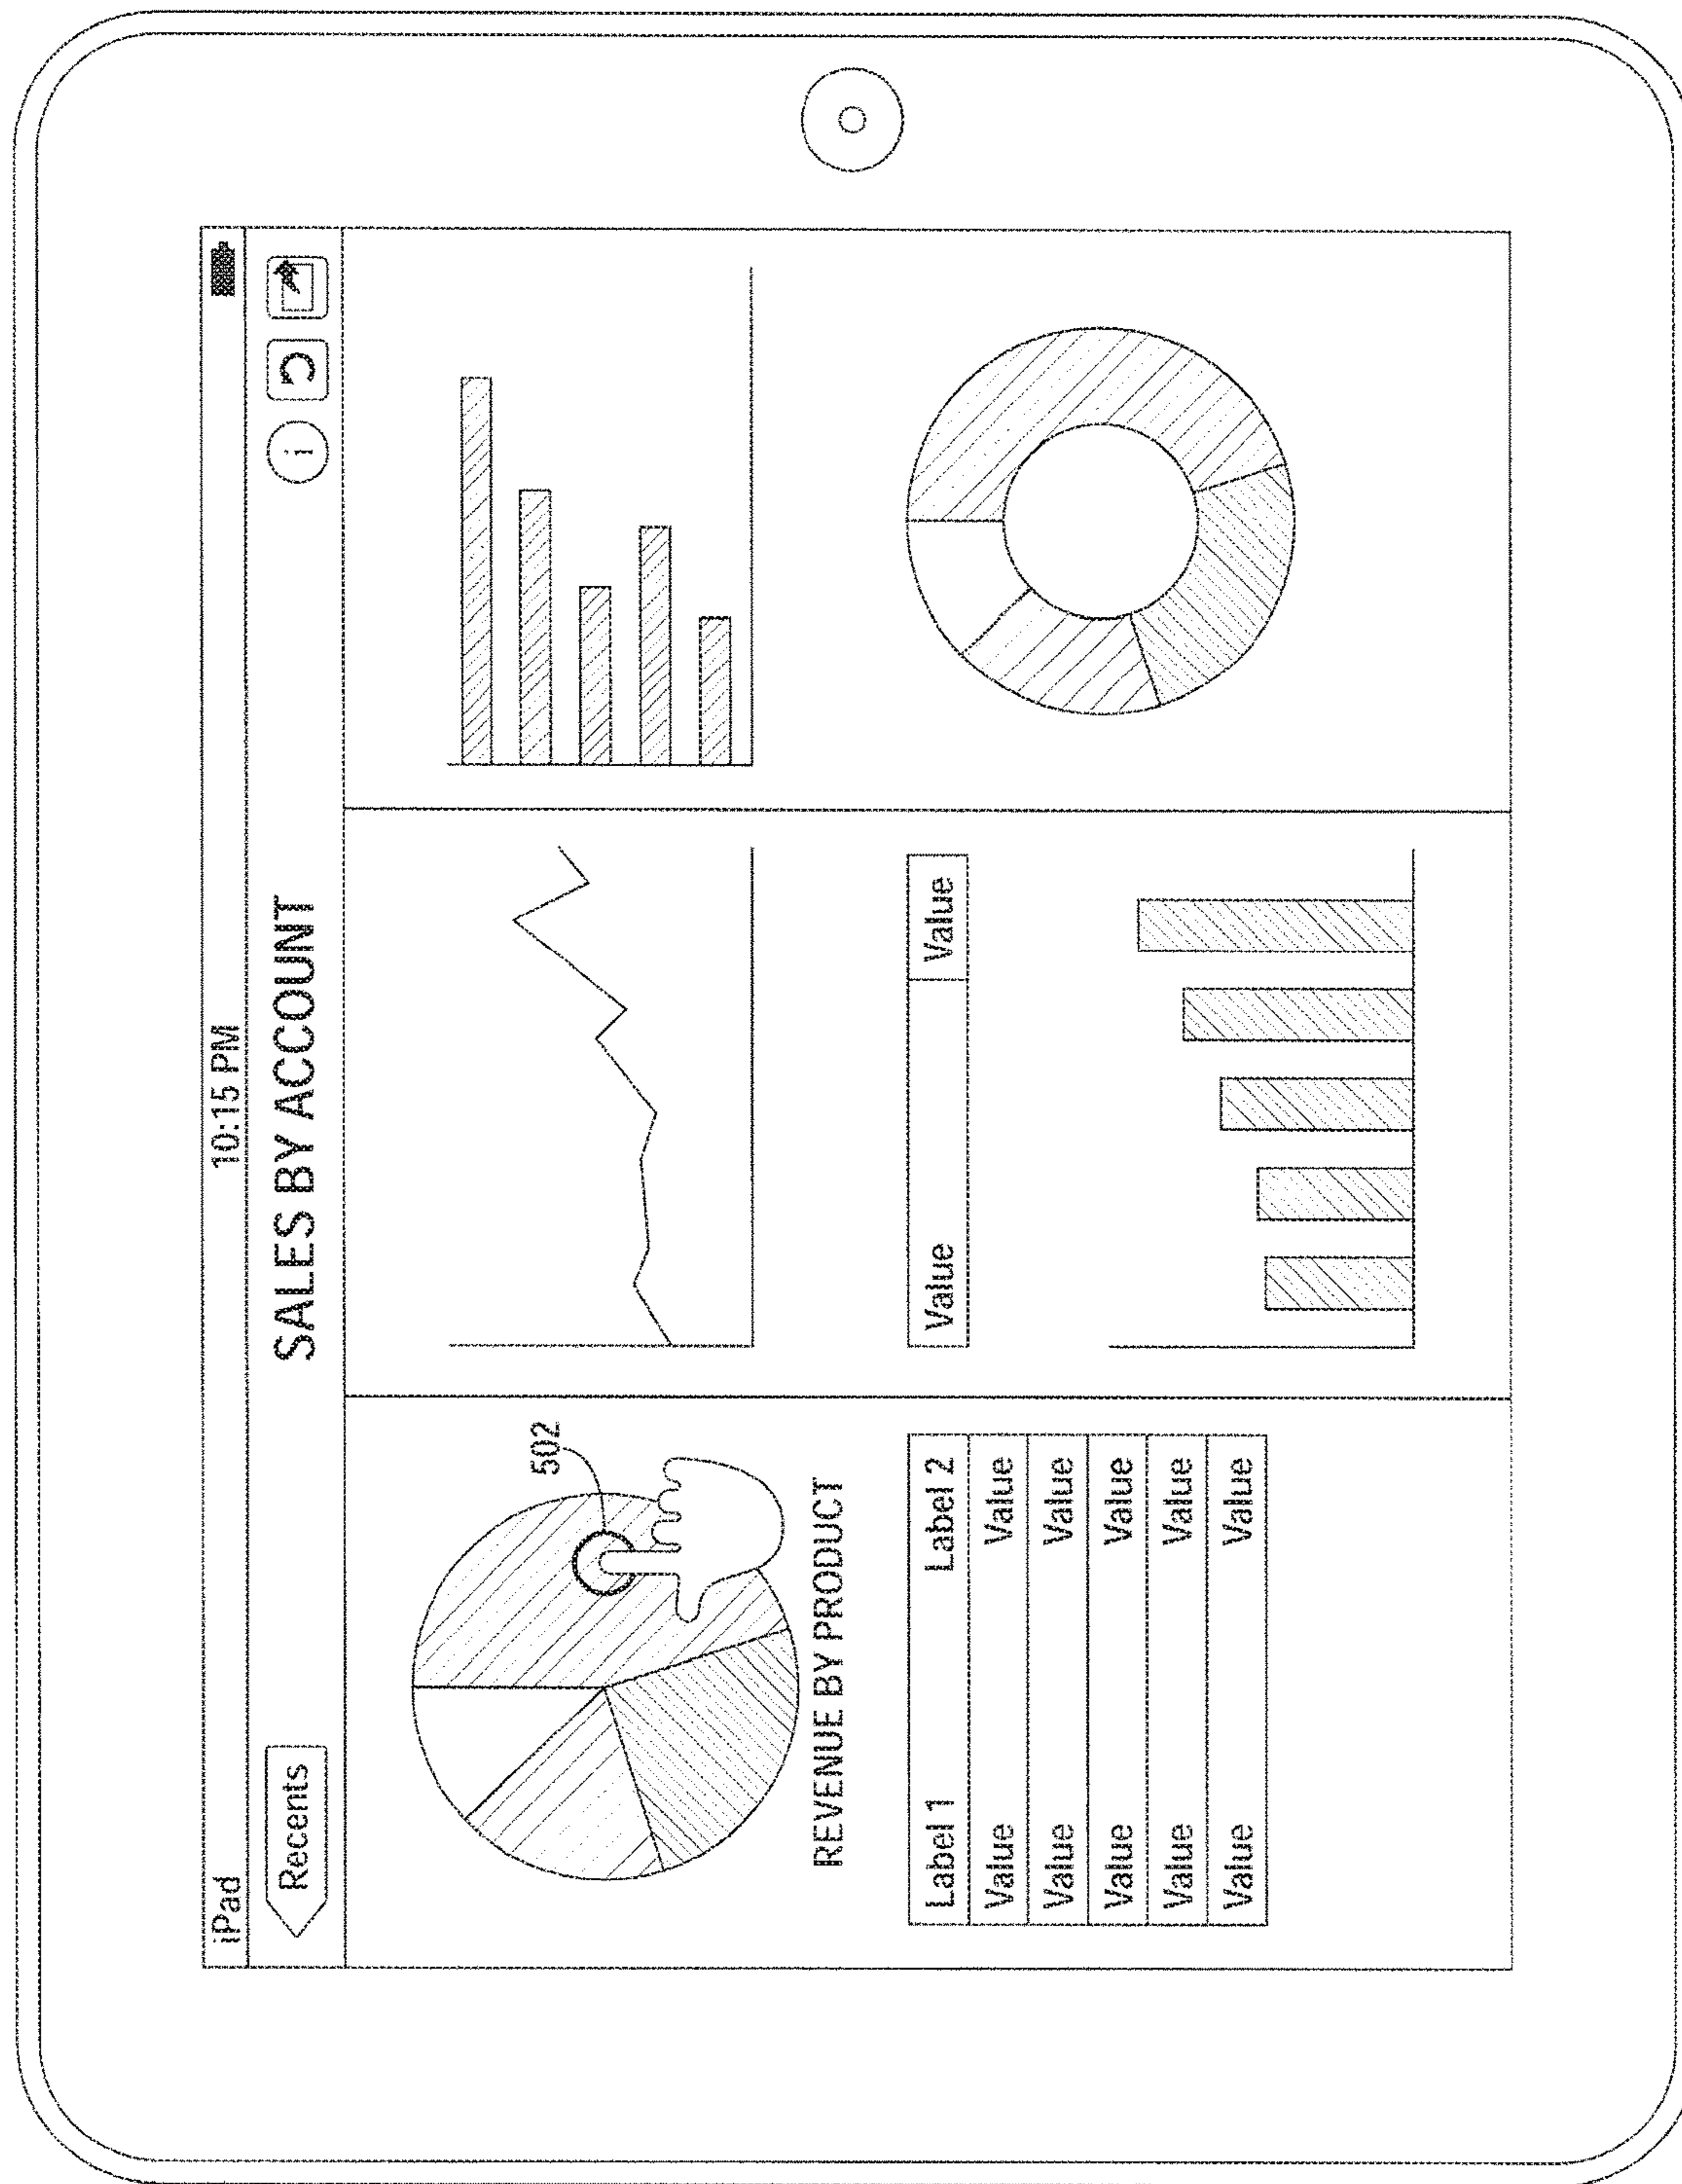 iPad 10:15 PM
Recents SALES BY ACCOUNT i
502
REVENUE BY PRODUCT
Label 1 Label 2
Value Value
Value Value
Value Value
Value Value
Value Value
Value Value